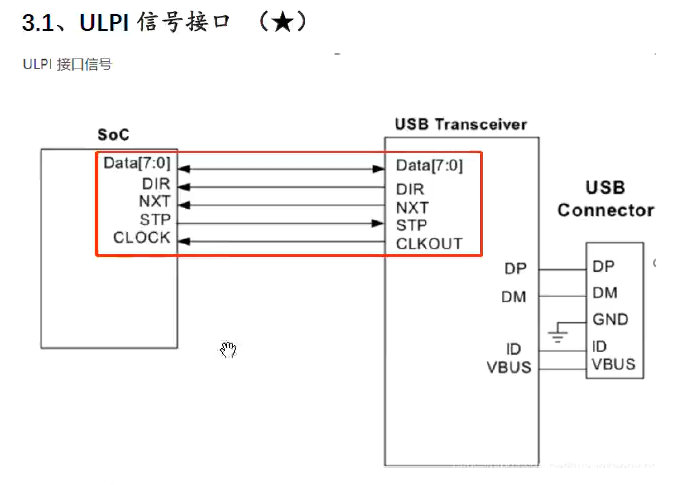 3.1、ULPI 信号接口 （★）
ULPI 接口信号
SoC
Data[7:0]
DIR
NXT
STP
CLOCK
USB Transceiver
Data[7:0]
DIR
NXT
STP
CLKOUT
DP
DM
ID
VBUS
USB
Connector
DP
DM
GND
ID
VBUS